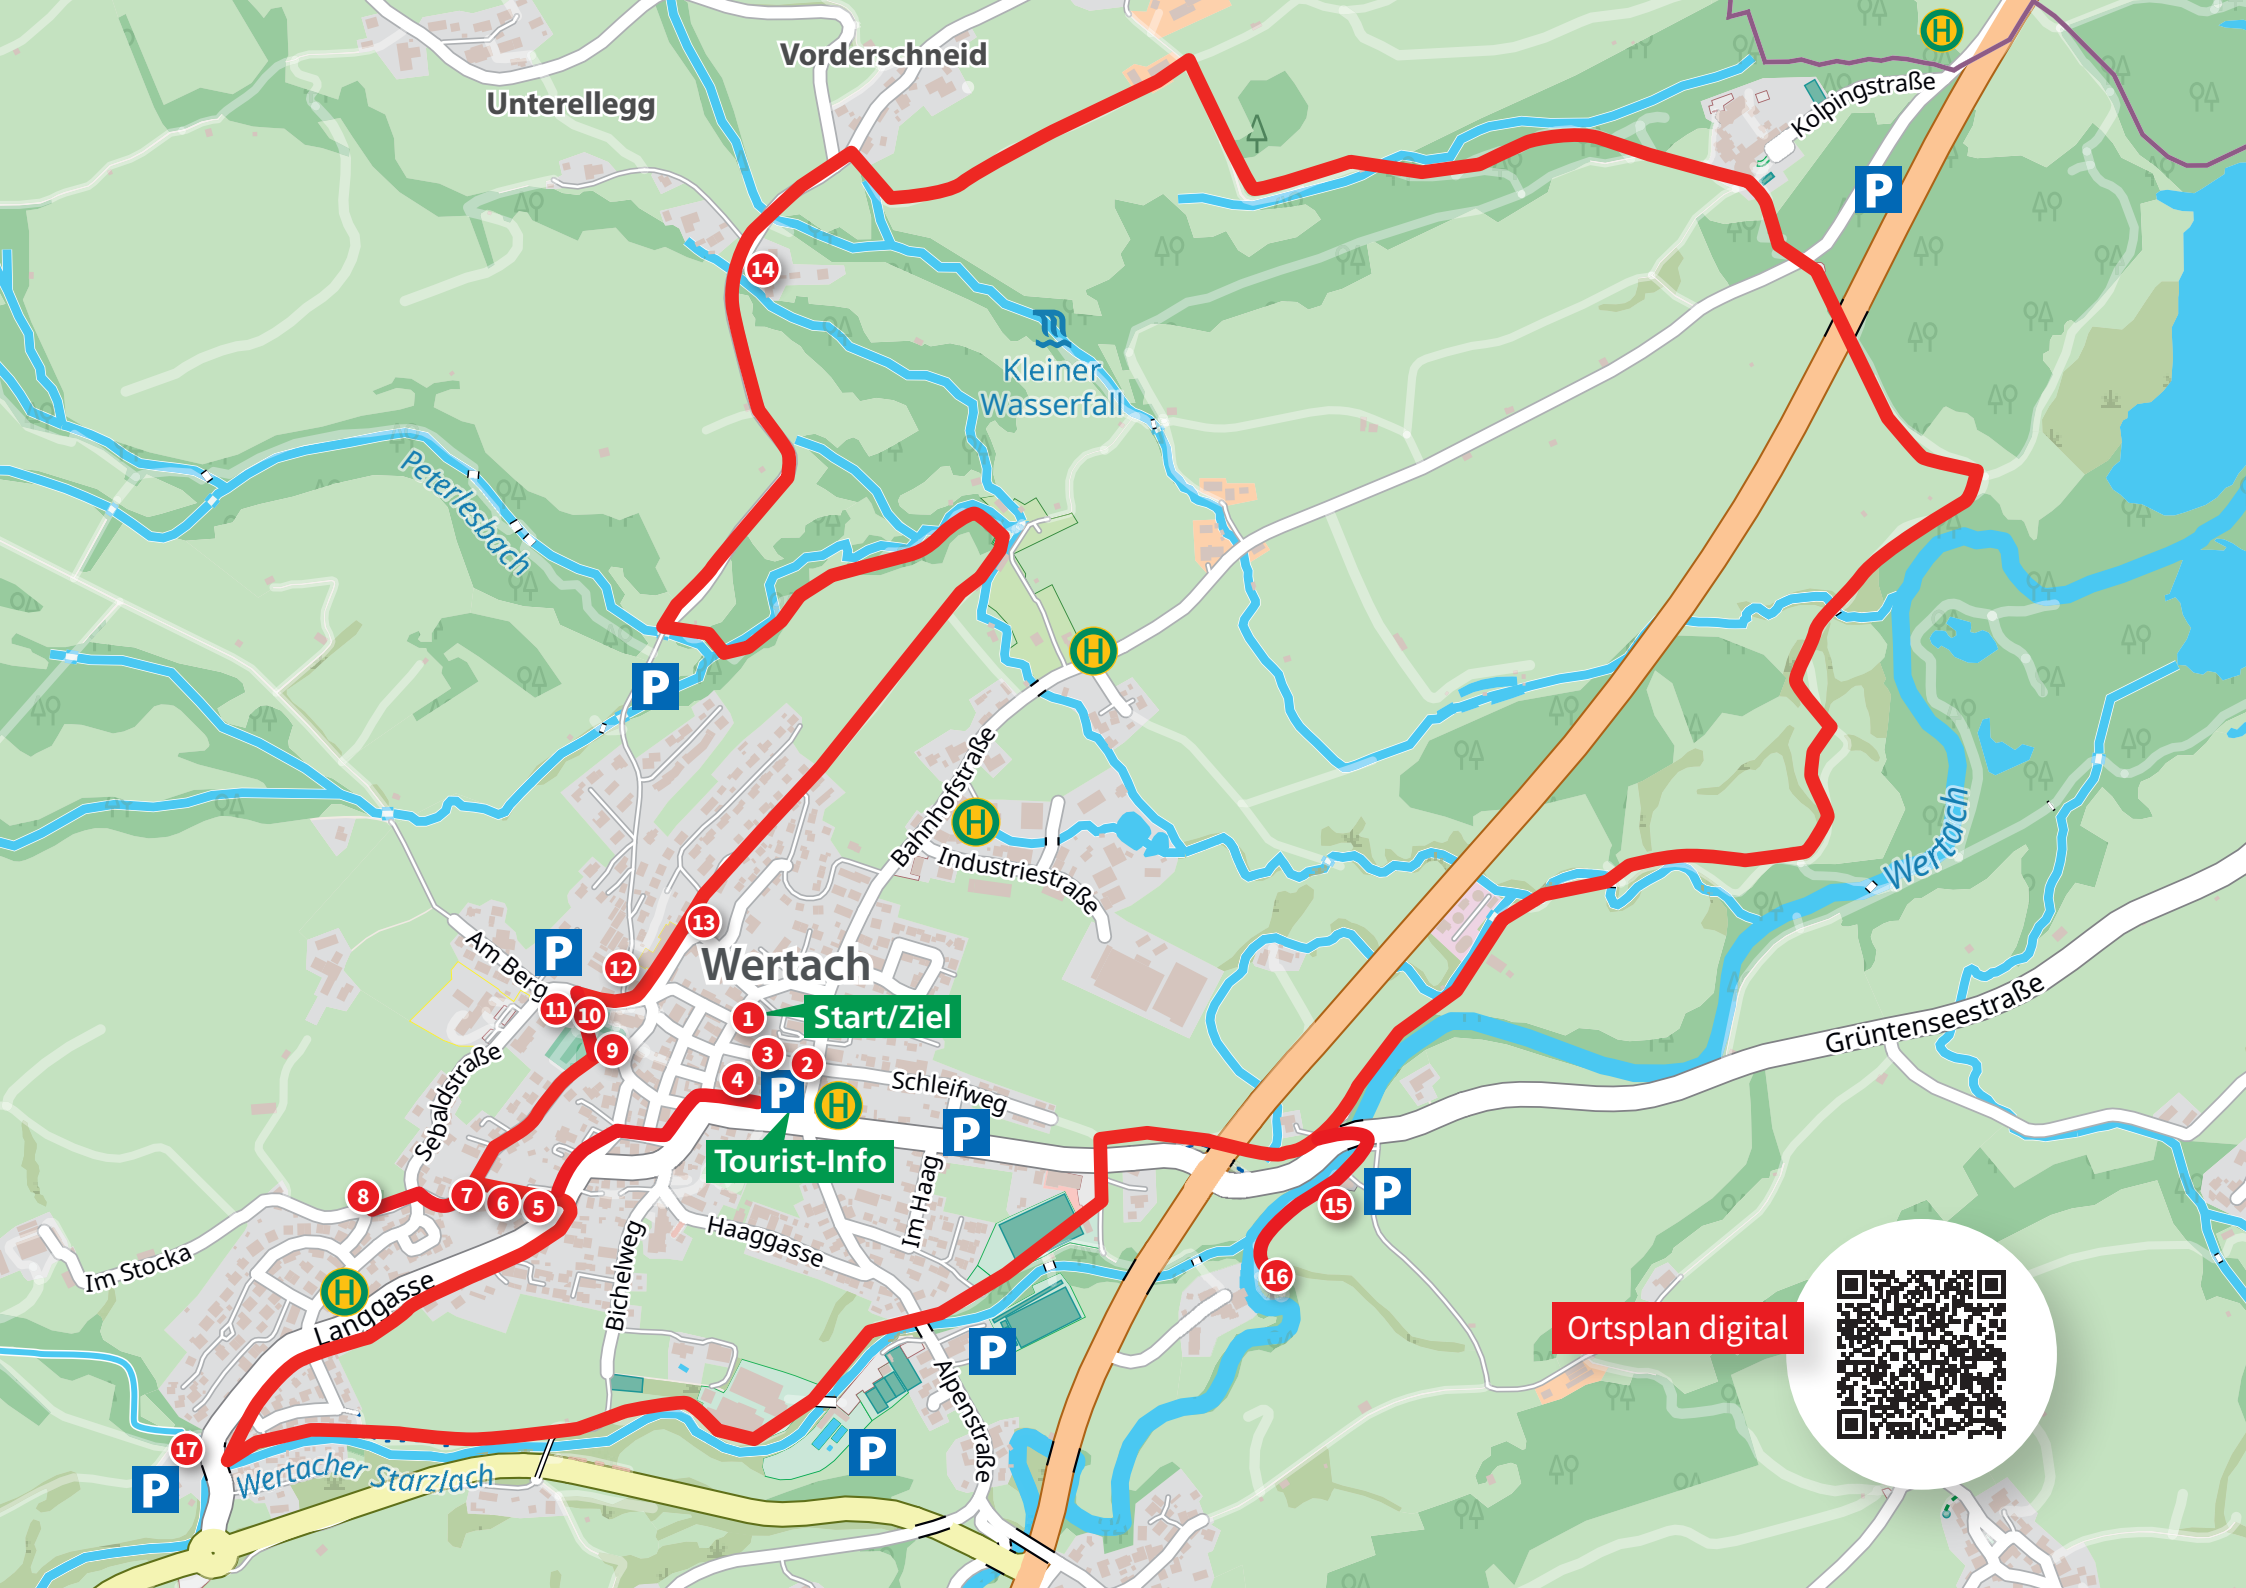 H
Vorderschneid
Unterellegg
Kolpingstraße
P
14
Kleiner
Wasserfall
Peterlesbach
P
H
Bahnhofstraße
H
Industriestraße
Wertach
13
P
Am Berg
12
Wertach
11
10
1
Start/Ziel
9
3
2
4
P
H
Schleifweg
Grüntenseestraße
Sebaldstraße
P
Tourist-Info
Im Haag
8
7
6
5
P
15
Haaggasse
Im Stocka
Bichelweg
16
H
Langgasse
Ortsplan digital
P
Alpenstraße
17
P
P
Wertacher Starzlach